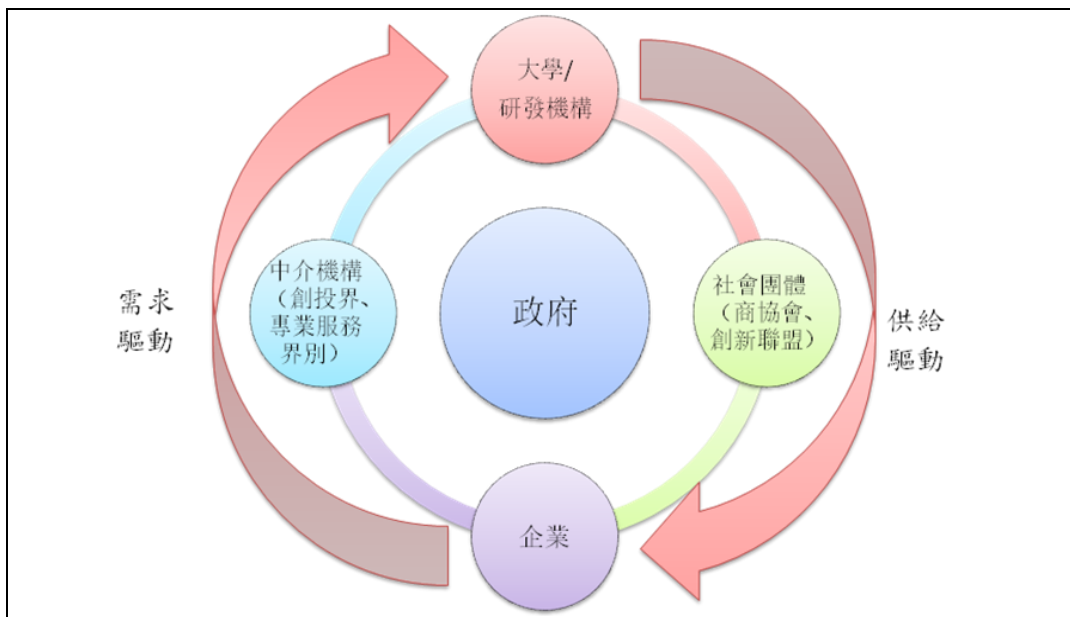 大學/
研發機構
中介機構
（創投界、
專業服務
界別）
政府
社會團體
（商協會、
創新聯盟）
需求
驅動
供給
驅動
企業